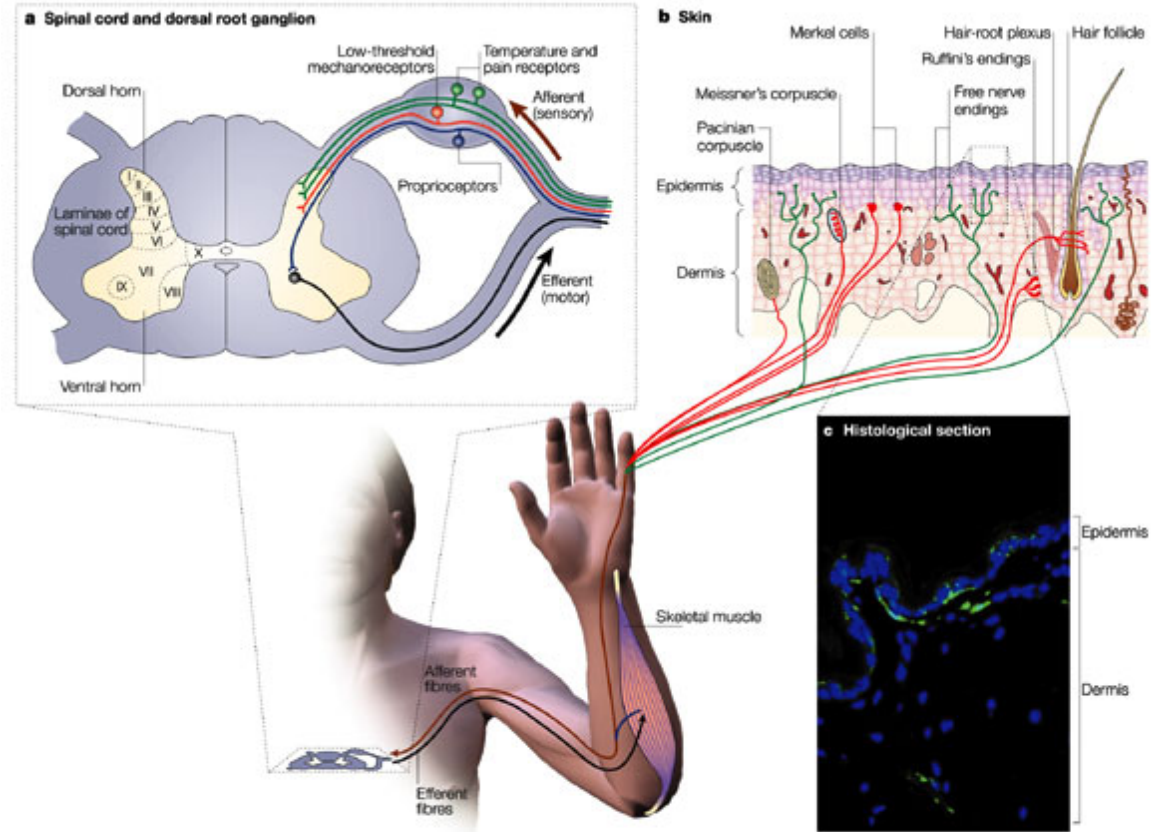 a Spinal cord and dorsal root ganglion
Low-threshold
mechanoreceptors
Temperature and
pain receptors
Dorsal horn
Afferent
(sensory)
Proprioceptors
I
II
III
IV
V
VI
Laminae of
spinal cord
X
VII
IX
VIII
Efferent
(motor)
Ventral horn
b Skin
Merkel cells
Hair-root plexus
Hair follicle
Ruffini's endings
Meissner's corpuscle
Free nerve
endings
Pacinian
corpuscle
Epidermis
Dermis
c Histological section
Epidermis
Dermis
Skeletal muscle
Afferent
fibres
Efferent
fibres